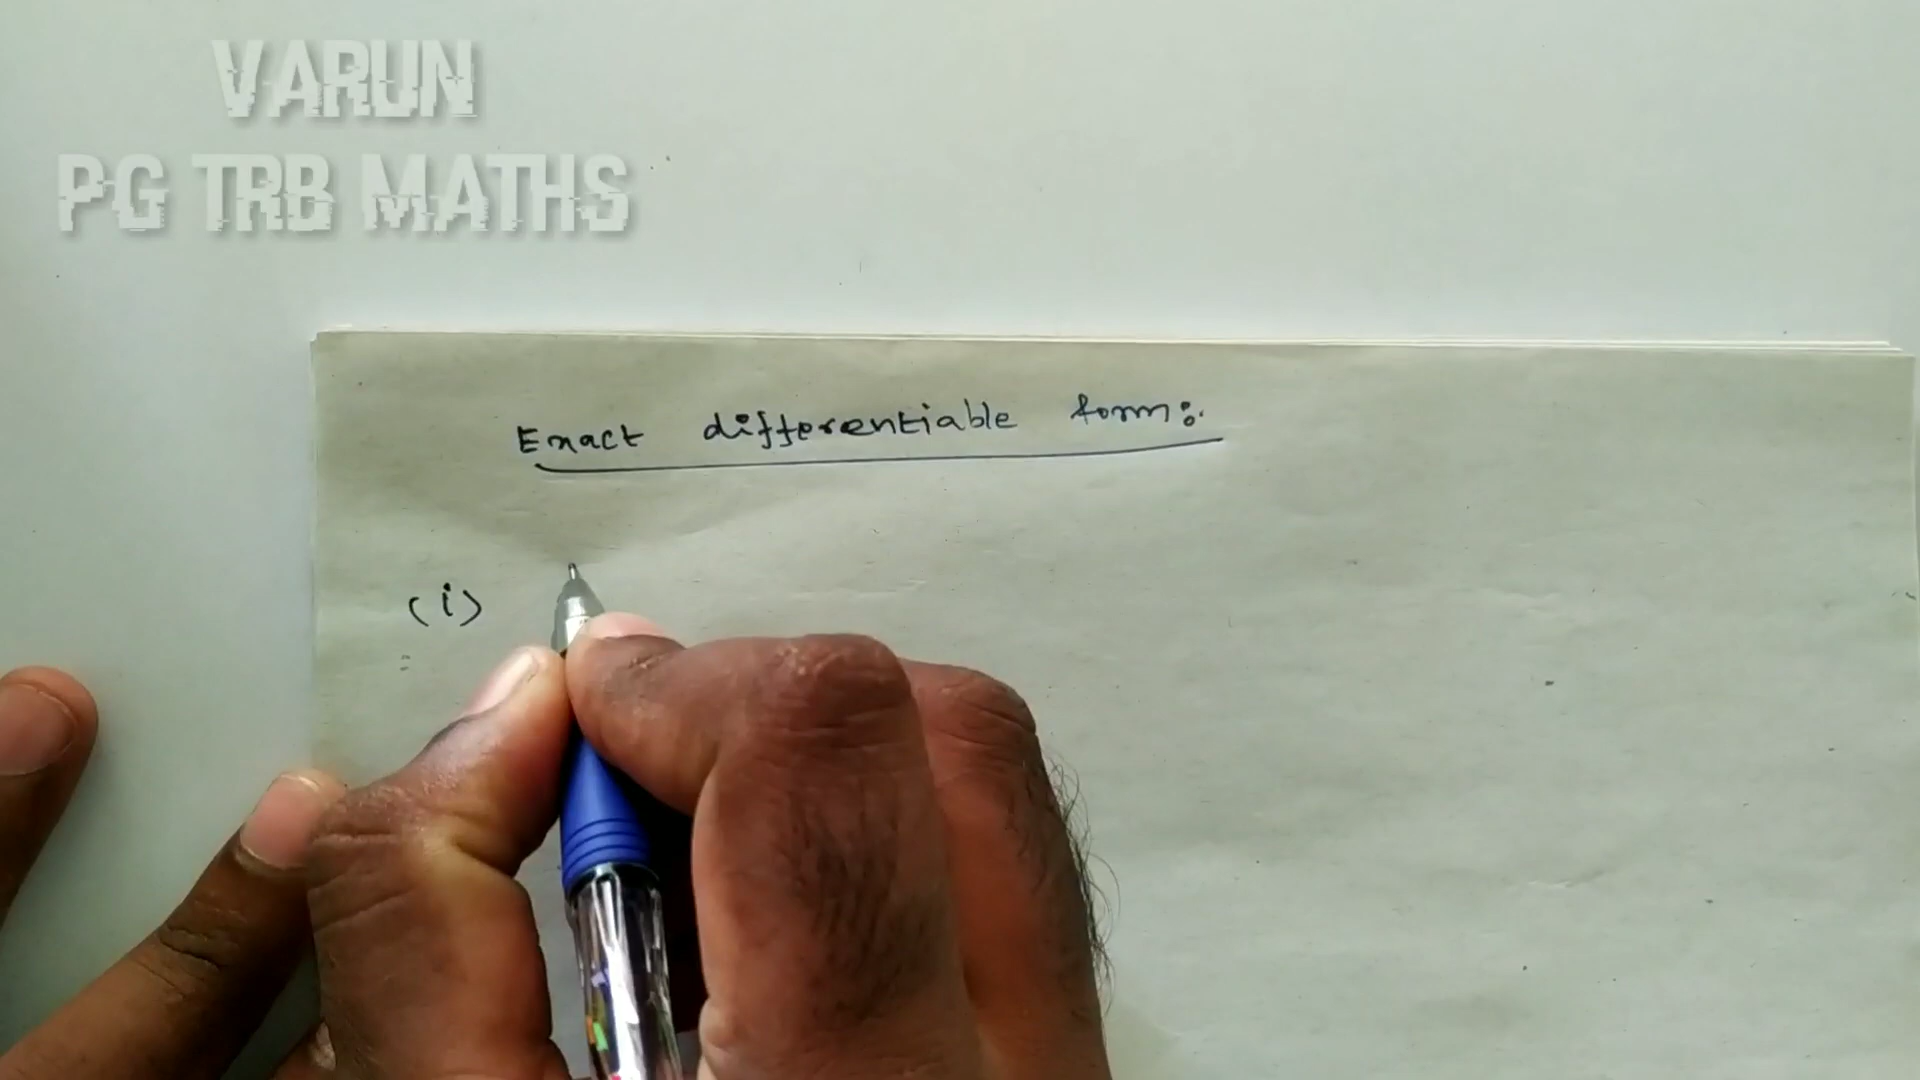 VARUN
PG TRB MATHS
Exact differentiable form:
(i)